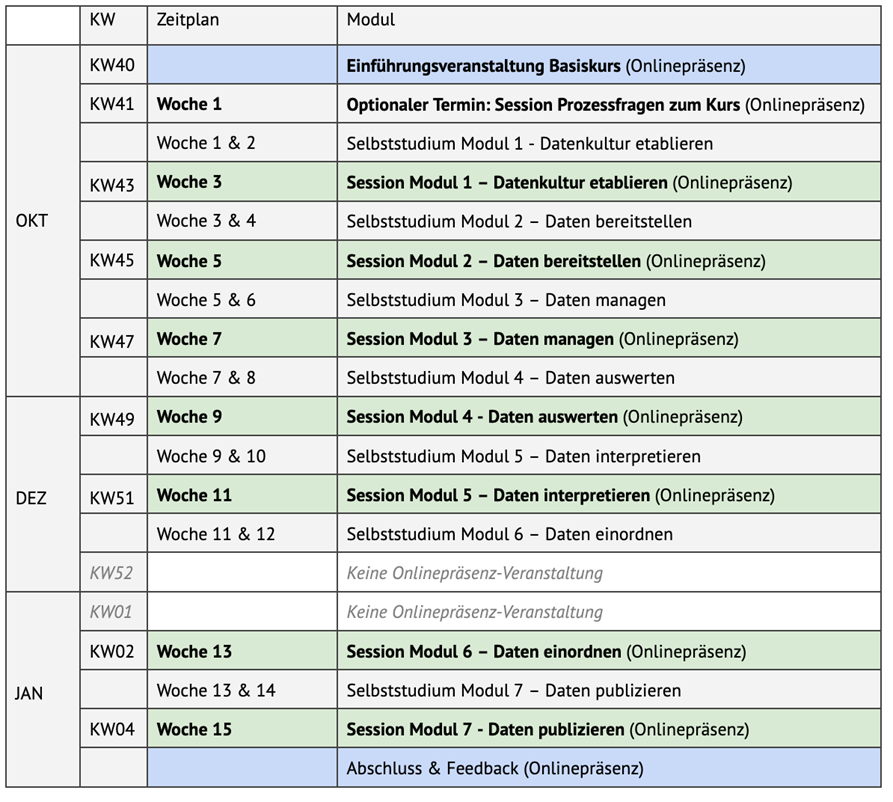 KW Zeitplan Modul
KW40 Einführungsveranstaltung Basiskurs (Onlinepräsenz)
KW41 Woche 1 Optionaler Termin: Session Prozessfragen zum Kurs (Onlinepräsenz)
Woche 1 & 2 Selbststudium Modul 1 - Datenkultur etablieren
KW43 Woche 3 Session Modul 1 – Datenkultur etablieren (Onlinepräsenz)
OKT Woche 3 & 4 Selbststudium Modul 2 – Daten bereitstellen
KW45 Woche 5 Session Modul 2 – Daten bereitstellen (Onlinepräsenz)
Woche 5 & 6 Selbststudium Modul 3 – Daten managen
KW47 Woche 7 Session Modul 3 – Daten managen (Onlinepräsenz)
Woche 7 & 8 Selbststudium Modul 4 – Daten auswerten
KW49 Woche 9 Session Modul 4 - Daten auswerten (Onlinepräsenz)
Woche 9 & 10 Selbststudium Modul 5 – Daten interpretieren
DEZ KW51 Woche 11 Session Modul 5 – Daten interpretieren (Onlinepräsenz)
Woche 11 & 12 Selbststudium Modul 6 – Daten einordnen
KW52 Keine Onlinepräsenz-Veranstaltung
KW01 Keine Onlinepräsenz-Veranstaltung
KW02 Woche 13 Session Modul 6 – Daten einordnen (Onlinepräsenz)
JAN Woche 13 & 14 Selbststudium Modul 7 – Daten publizieren
KW04 Woche 15 Session Modul 7 - Daten publizieren (Onlinepräsenz)
Abschluss & Feedback (Onlinepräsenz)